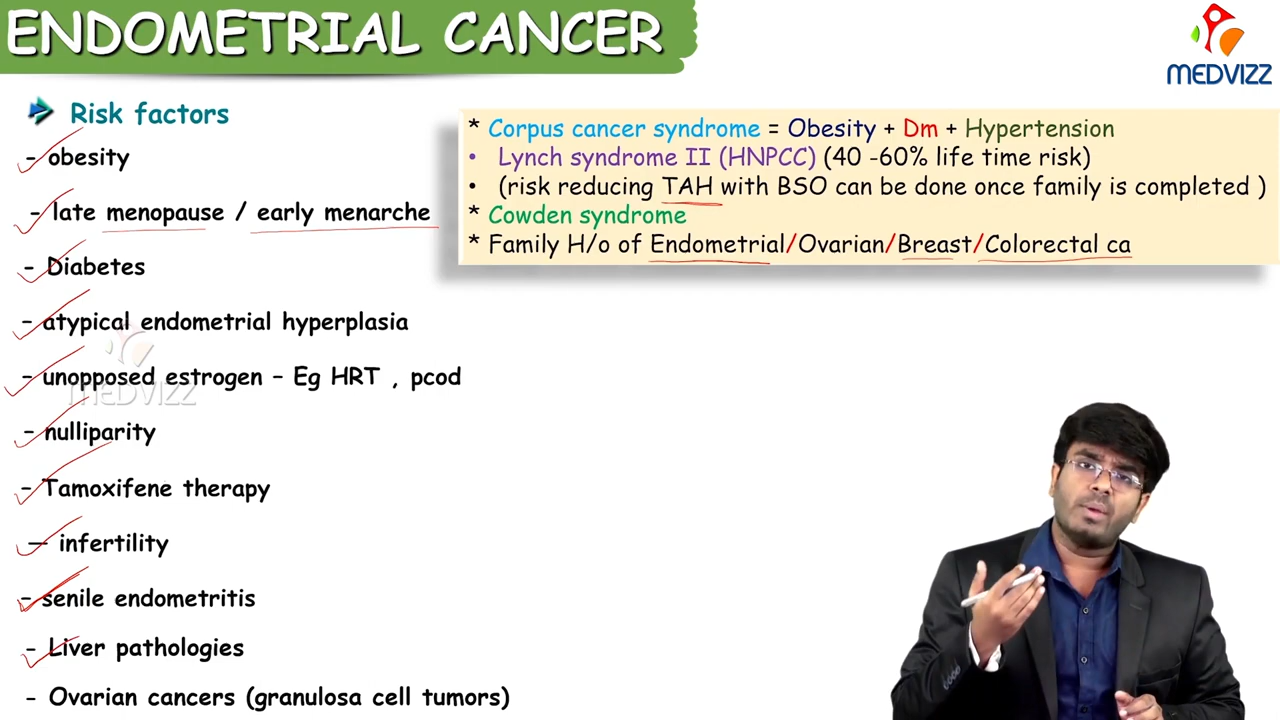 ENDOMETRIAL CANCER
MEDVIZZ
Risk factors
- obesity
- late menopause / early menarche
- Diabetes
- atypical endometrial hyperplasia
- unopposed estrogen - Eg HRT , pcod
- nulliparity
- Tamoxifene therapy
- infertility
- senile endometritis
- Liver pathologies
- Ovarian cancers (granulosa cell tumors)
* Corpus cancer syndrome = Obesity + Dm + Hypertension
• Lynch syndrome II (HNPCC) (40 -60% life time risk)
• (risk reducing TAH with BSO can be done once family is completed )
* Cowden syndrome
* Family H/o of Endometrial/Ovarian/Breast/Colorectal ca
MEDVIZZ